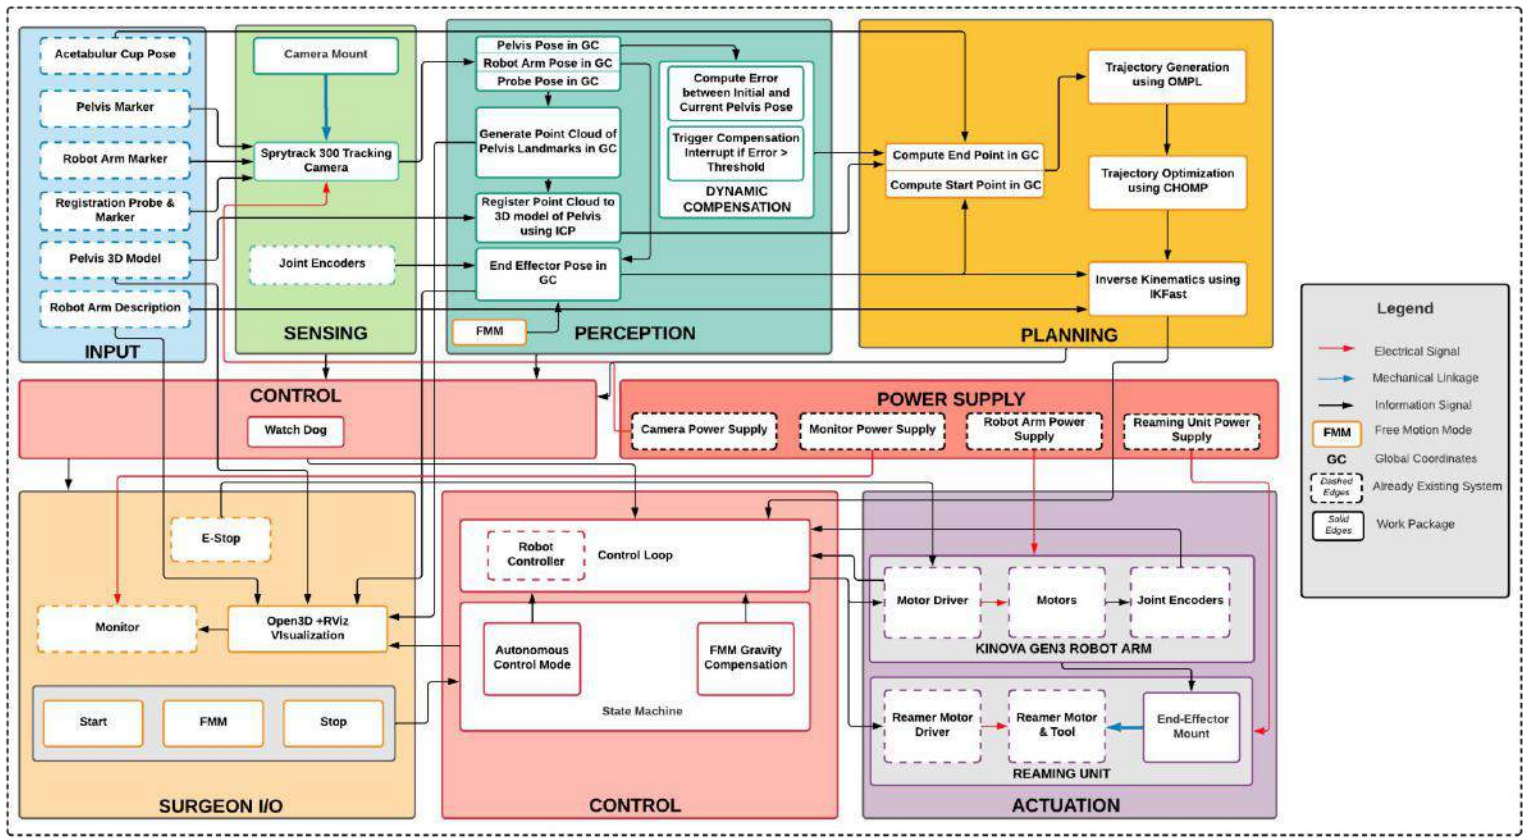 Acetabulur Cup Pose
Pelvis Marker
Robot Arm Marker
Registration Probe &
Marker
Pelvis 3D Model
Robot Arm Description
INPUT
Camera Mount
Sprytrack 300 Tracking
Camera
Joint Encoders
SENSING
Pelvis Pose in GC
Robot Arm Pose in GC
Probe Pose in GC
Generate Point Cloud of
Pelvis Landmarks in GC
Register Point Cloud to
3D model of Pelvis
using ICP
End Effector Pose in
GC
FMM
PERCEPTION
Compute Error
between Initial and
Current Pelvis Pose
Trigger Compensation
Interrupt if Error >
Threshold
DYNAMIC
COMPENSATION
Compute End Point in GC
Compute Start Point in GC
Trajectory Generation
using OMPL
Trajectory Optimization
using CHOMP
Inverse Kinematics using
IKFast
PLANNING
CONTROL
Watch Dog
POWER SUPPLY
Camera Power Supply
Monitor Power Supply
Robot Arm Power
Supply
Reaming Unit Power
Supply
E-Stop
Monitor
Open3D +RViz
VIsualization
Start
FMM
Stop
SURGEON I/O
Robot
Controller
Control Loop
Autonomous
Control Mode
FMM Gravity
Compensation
State Machine
CONTROL
Motor Driver
Motors
Joint Encoders
KINOVA GEN3 ROBOT ARM
Reamer Motor
Driver
Reamer Motor
& Tool
End-Effector
Mount
REAMING UNIT
ACTUATION
Legend
Electrical Signal
Mechanical Linkage
Information Signal
FMM
Free Motion Mode
GC
Global Coordinates
Dashed
Edges
Already Existing System
Solid
Edges
Work Package